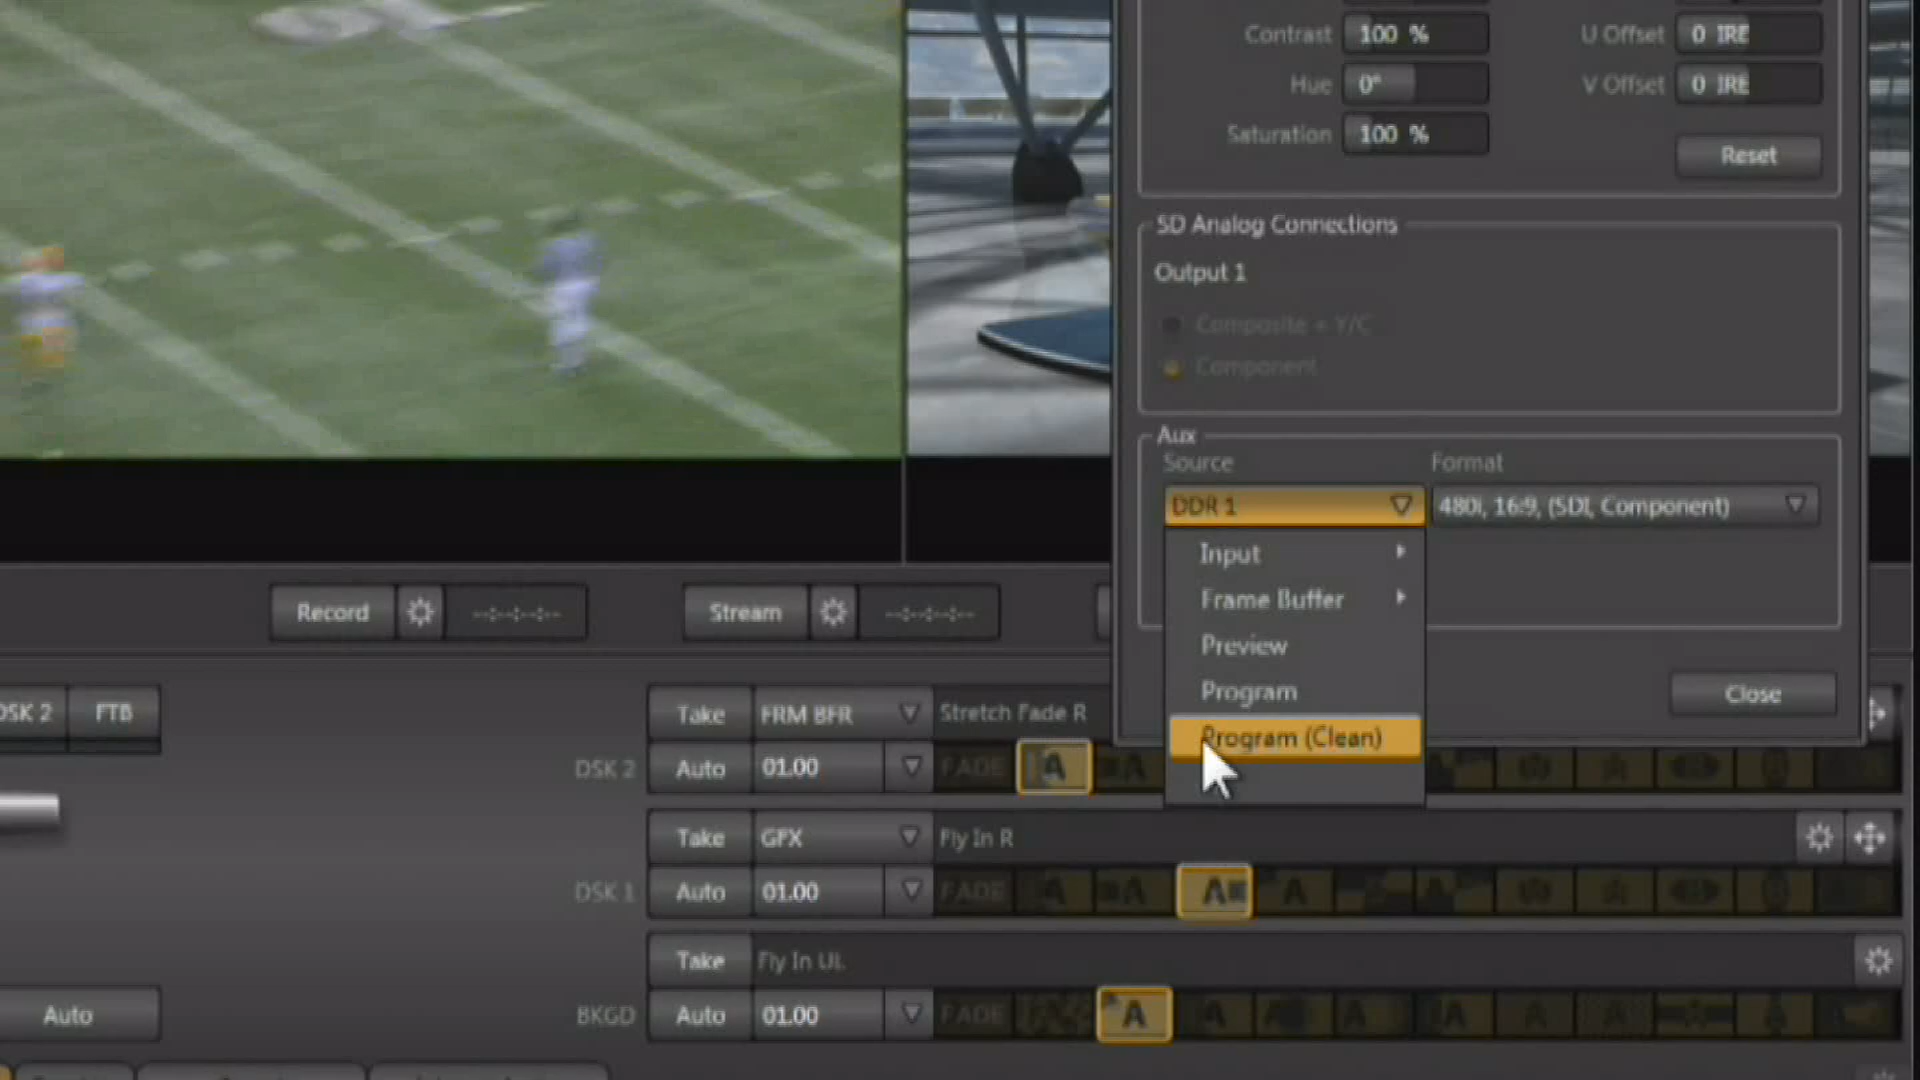 Contrast 100 % U Offset 0 IRE
Hue 0° V Offset 0 IRE
Saturation 100 %
Reset
SD Analog Connections
Output 1
Composite + Y/C
Component
Aux
Source Format
DDR 1 480i, 16:9, (SDI, Component)
Input
Frame Buffer
Preview
Program
Program (Clean)
Close
Record --:--:--:-- Stream --:--:--:--
DSK 2 FTB
Take FRM BFR Stretch Fade R
DSK 2 Auto 01.00 FADE A A
Take GFX Fly In R
DSK 1 Auto 01.00 FADE A A A A
Take Fly In UL
Auto BKGD Auto 01.00 FADE A A